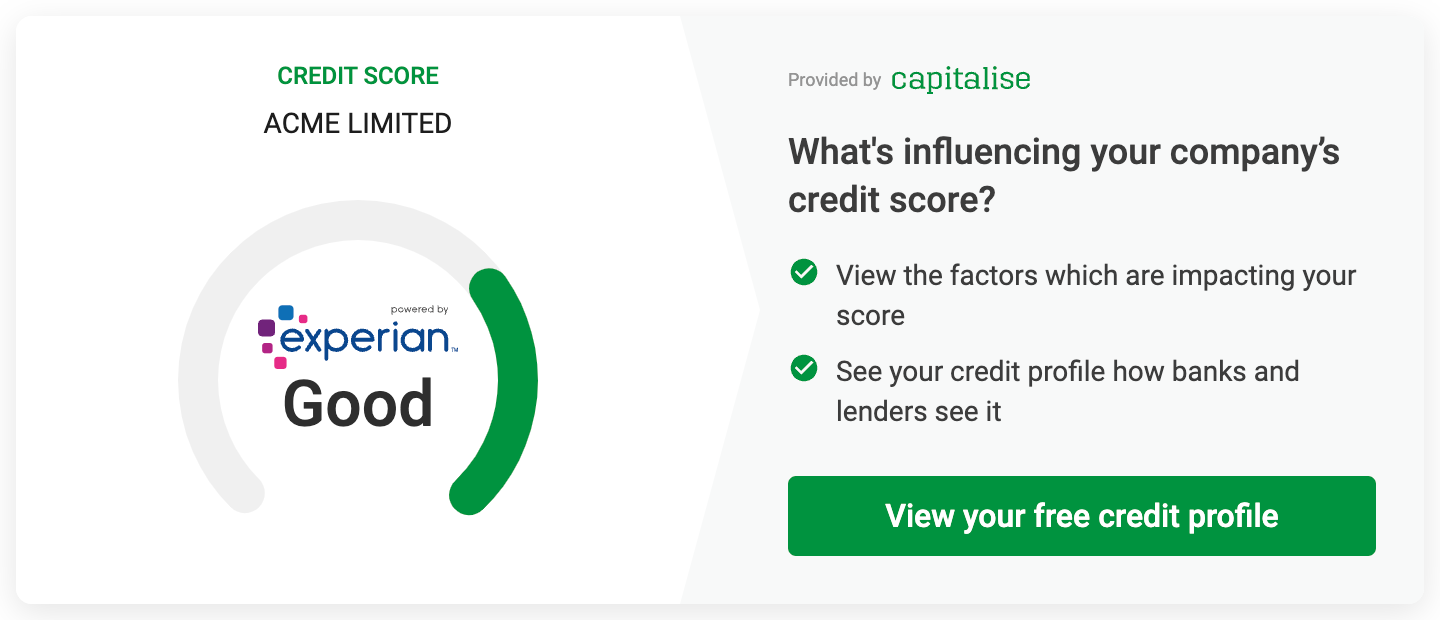 CREDIT SCORE
ACME LIMITED
powered by
experian™
Good
Provided by capitalise
What's influencing your company’s
credit score?
View the factors which are impacting your
score
See your credit profile how banks and
lenders see it
View your free credit profile